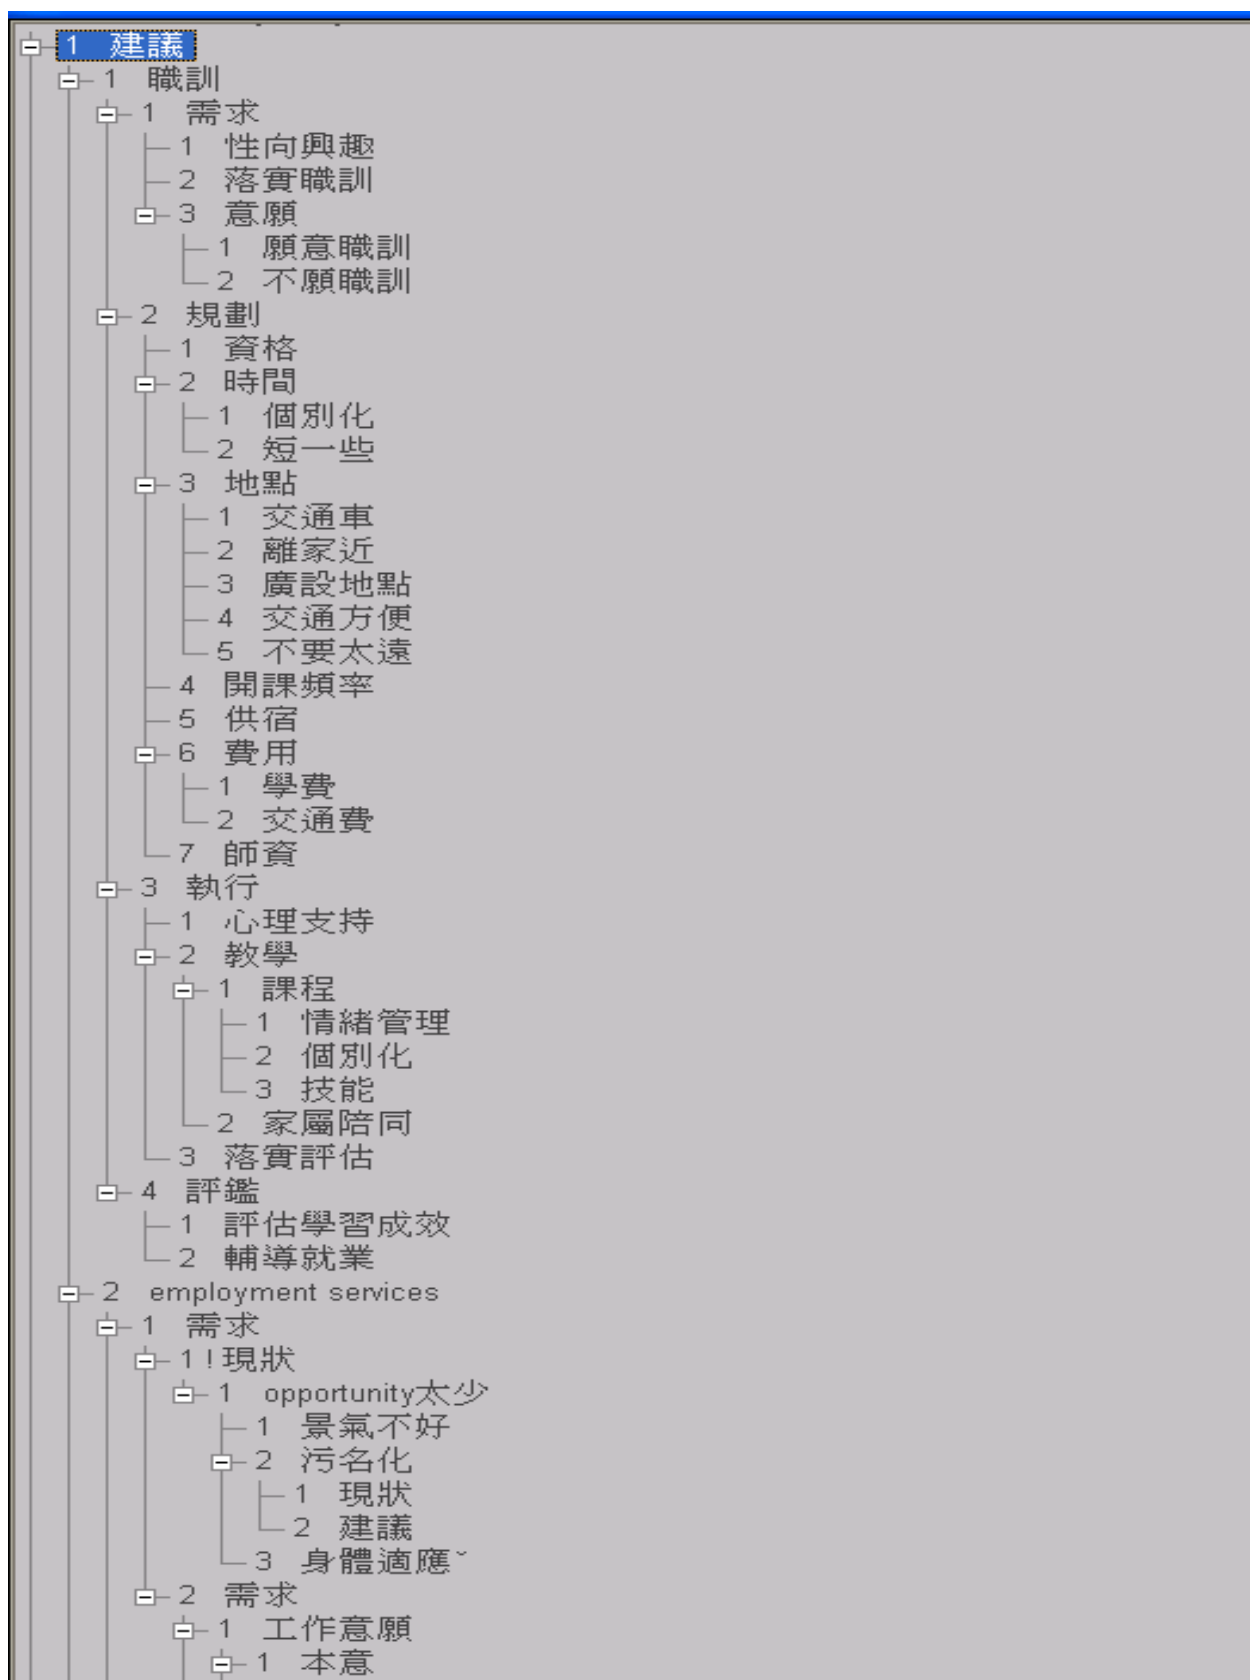 1 建議
1 職訓
1 需求
1 性向興趣
2 落實職訓
3 意願
1 願意職訓
2 不願職訓
2 規劃
1 資格
2 時間
1 個別化
2 短一些
3 地點
1 交通車
2 離家近
3 廣設地點
4 交通方便
5 不要太遠
4 開課頻率
5 供宿
6 費用
1 學費
2 交通費
7 師資
3 執行
1 心理支持
2 教學
1 課程
1 情緒管理
2 個別化
3 技能
2 家屬陪同
3 落實評估
4 評鑑
1 評估學習成效
2 輔導就業
2 employment services
1 需求
1!現狀
1 opportunity太少
1 景氣不好
2 污名化
1 現狀
2 建議
3 身體適應ˇ
2 需求
1 工作意願
1 本意